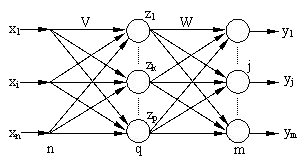 V z1 W
x1 y1
xi zk j yj
xn zp ym
n q m